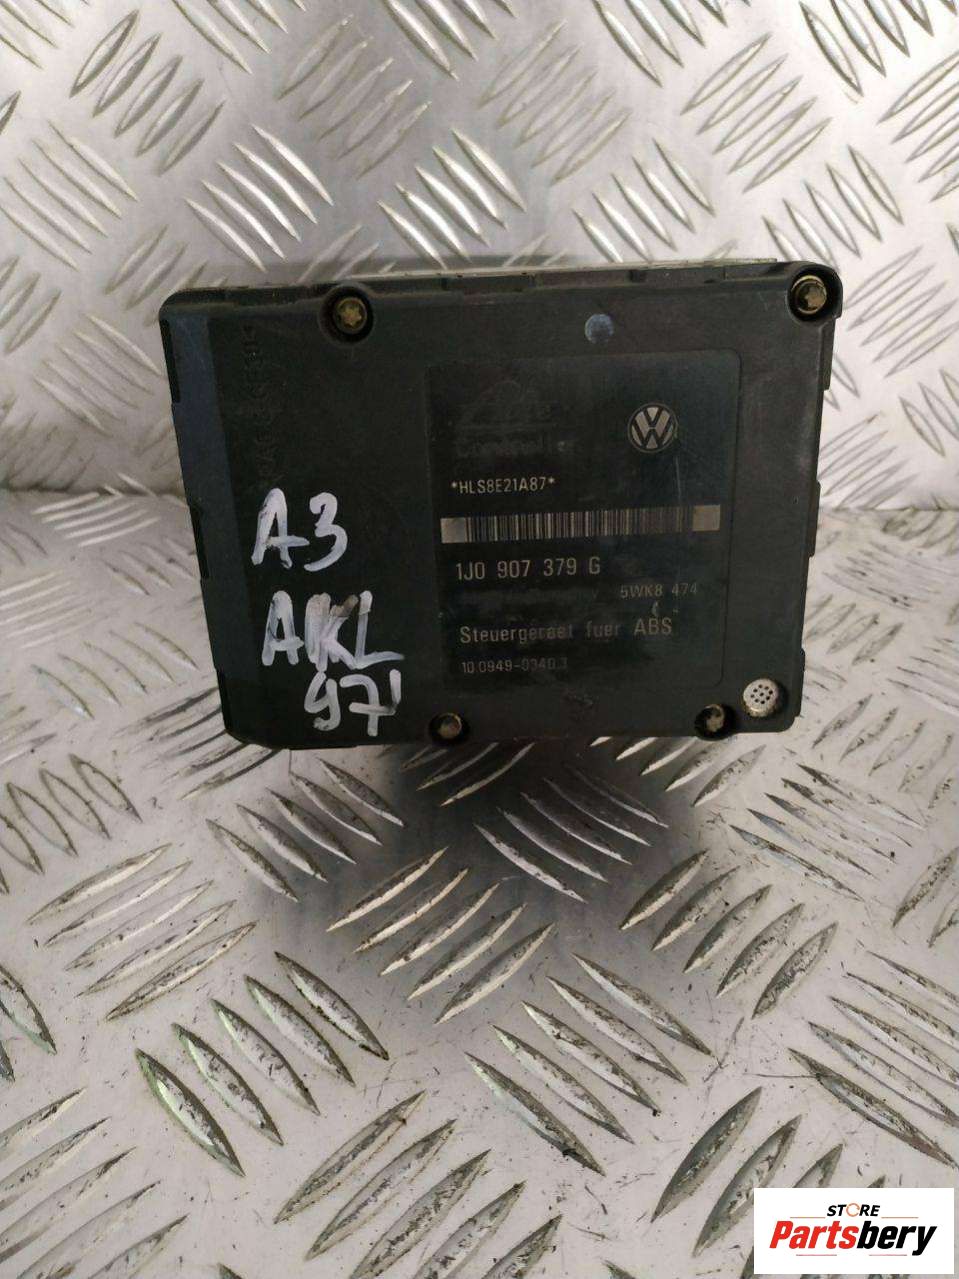 *HLS8E21A87*
1J0 907 379 G
5WK8 474
Steuergeraet fuer ABS
10.0949-0340.3
A3
AKL
97
STORE
Partsbery